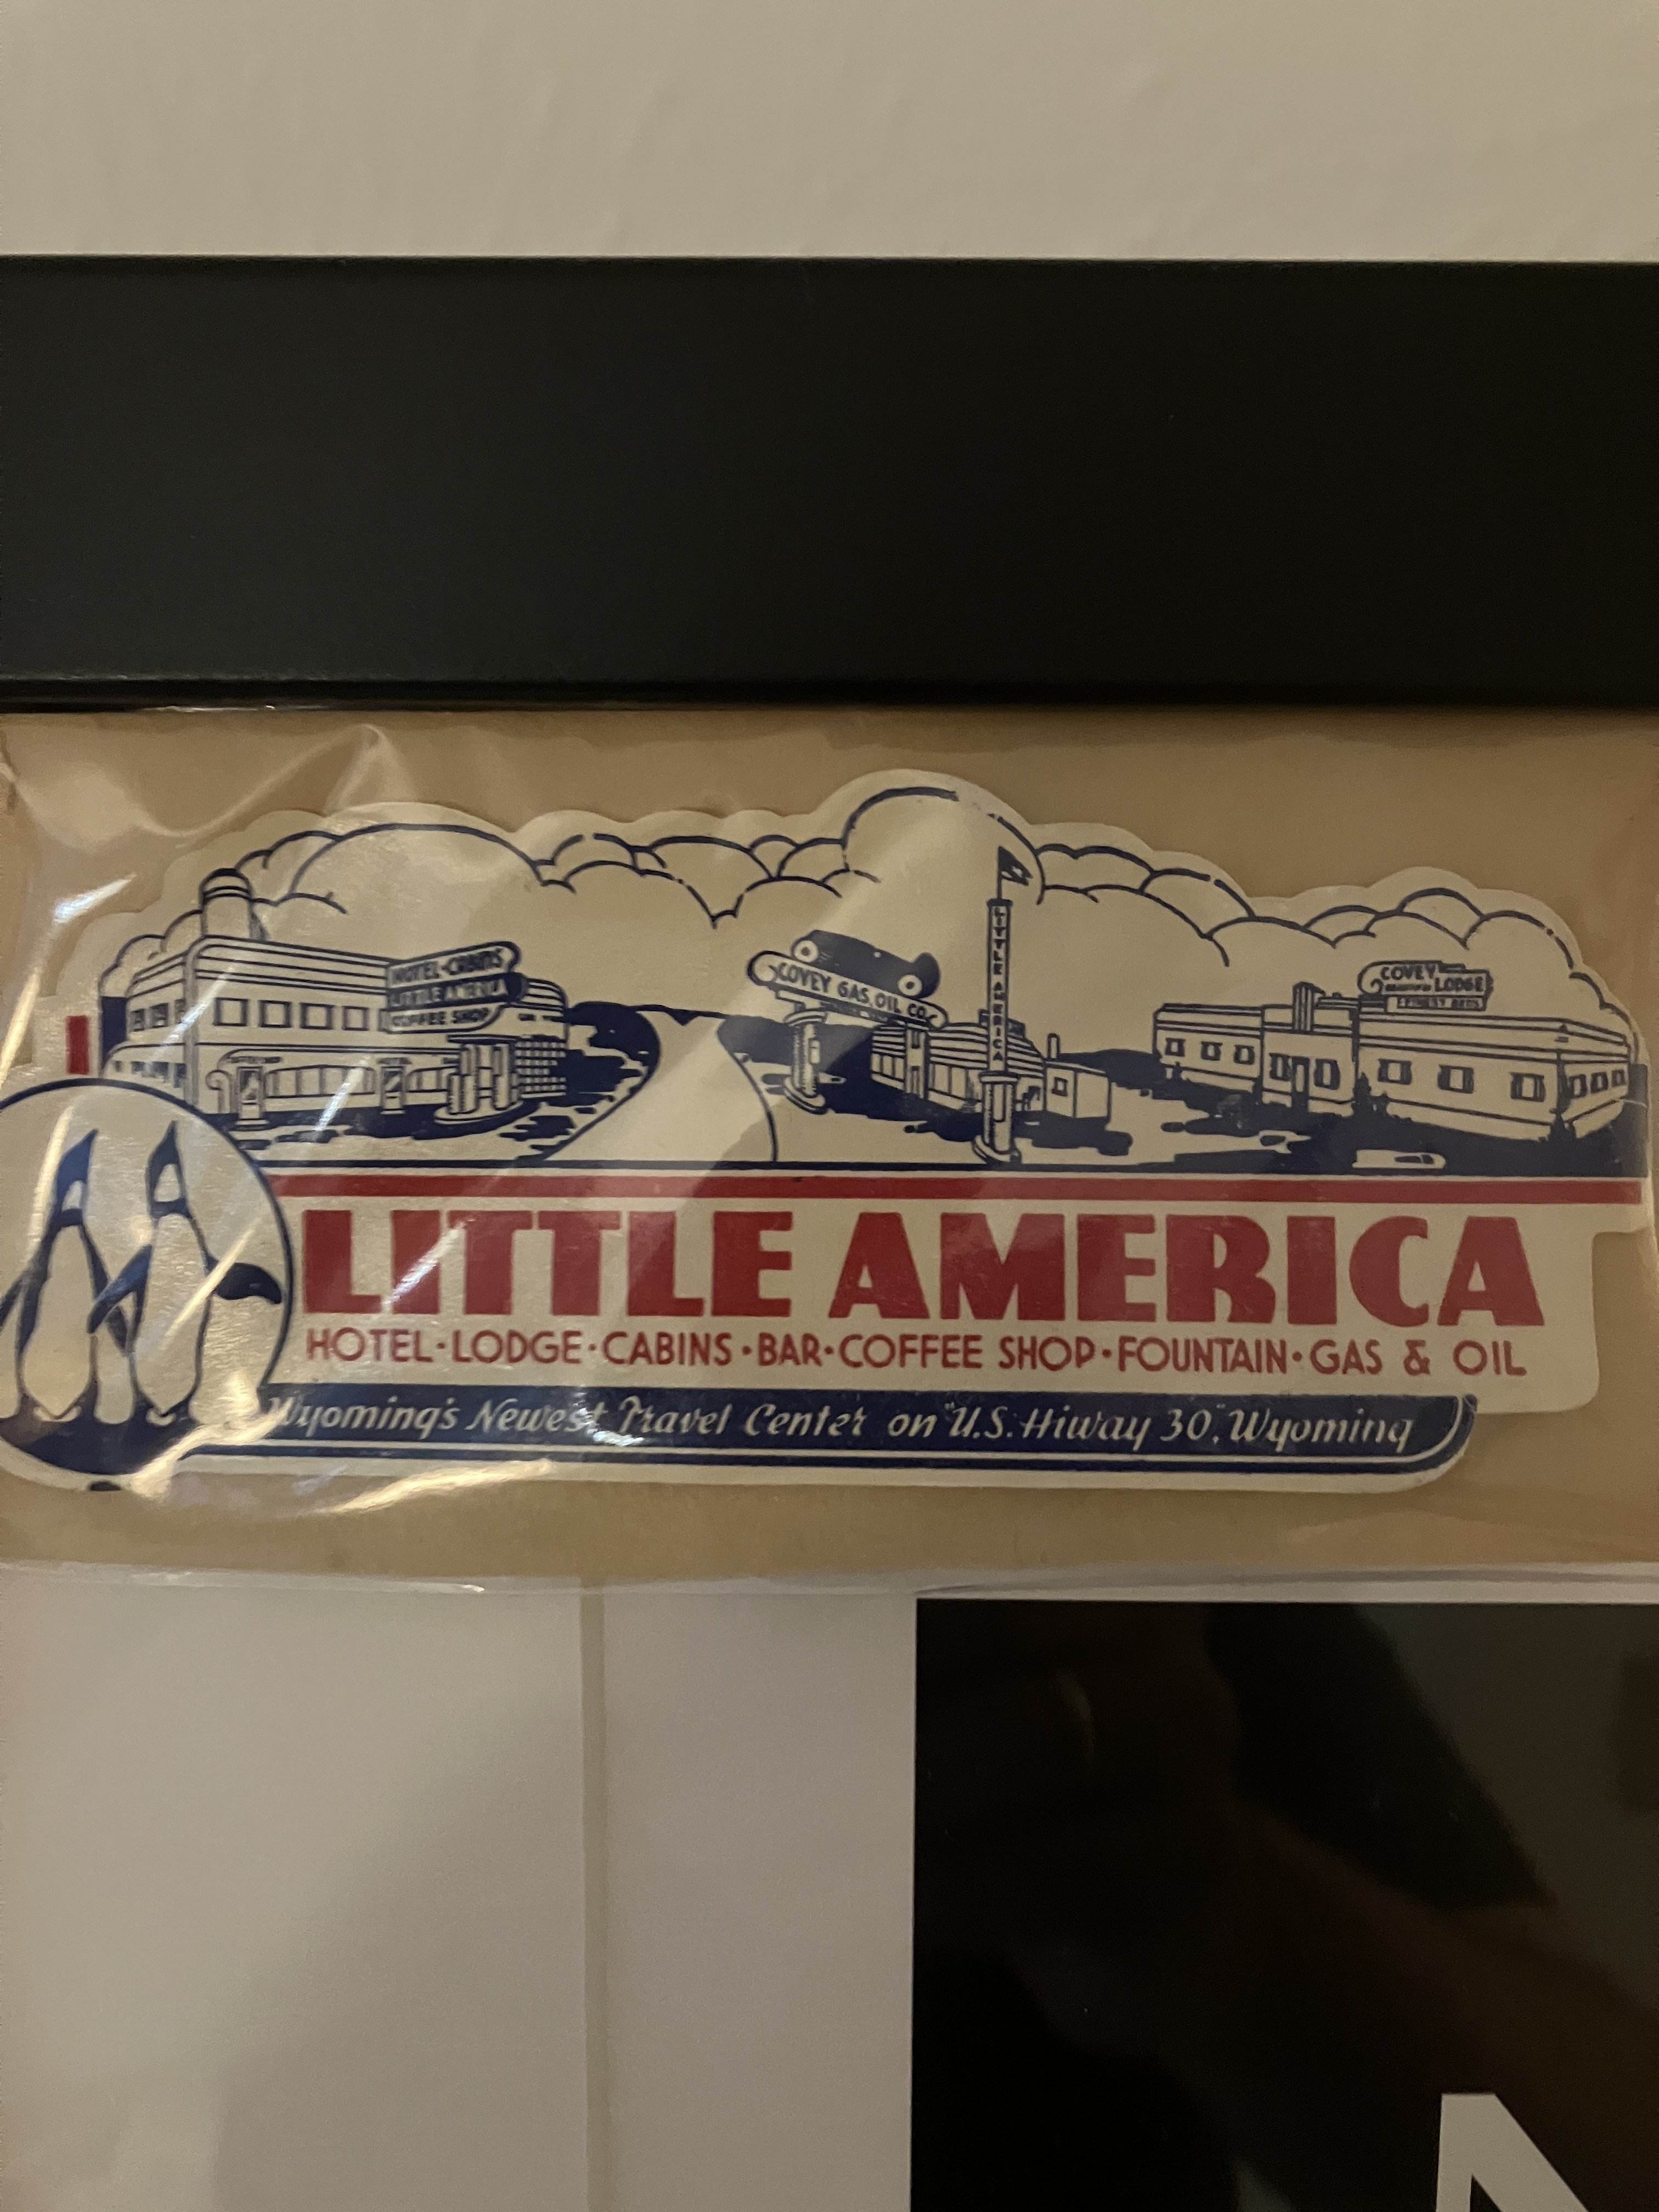 HOTEL-CABINS
LITTLE AMERICA
COFFEE SHOP
HOTEL
COVEY GAS, OIL CO.
LITTLE AMERICA
COVEY
LODGE
LITTLE AMERICA
HOTEL·LODGE·CABINS·BAR·COFFEE SHOP·FOUNTAIN·GAS & OIL
Wyoming's Newest Travel Center on "U.S. Hiway 30", Wyoming